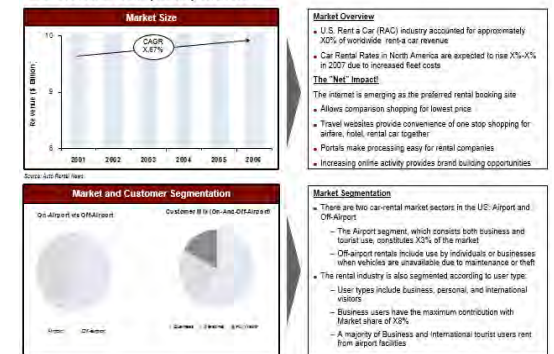 Market Size
10
CAGR
X.67%
Revenue ($ Billion)
2001 2002 2003 2004 2005 2006
Source: Auto Rental News
Market Overview
U.S. Rent a Car (RAC) industry accounted for approximately
X0% of worldwide rent-a car revenue
Car Rental Rates in North America are expected to rise X%-X%
in 2007 due to increased fleet costs
The "Net" Impact!
The internet is emerging as the preferred rental booking site
Allows comparison shopping for lowest price
Travel websites provide convenience of one stop shopping for
airfare, hotel, rental car together
Portals make processing easy for rental companies
Increasing online activity provides brand building opportunities
Market and Customer Segmentation
On-Airport vs Off-Airport
Customer (On-And-Off-Airport)
Airport Off-Airport
Business
Market Segmentation
There are two car-rental market sectors in the US: Airport and
Off-Airport
– The Airport segment, which consists both business and
tourist use, constitutes X3% of the market
– Off-airport rentals include use by individuals or businesses
when vehicles are unavailable due to maintenance or theft
The rental industry is also segmented according to user type:
– User types include business, personal, and international
visitors
– Business users have the maximum contribution with
Market share of X8%
– A majority of Business and International tourist users rent
from airport facilities